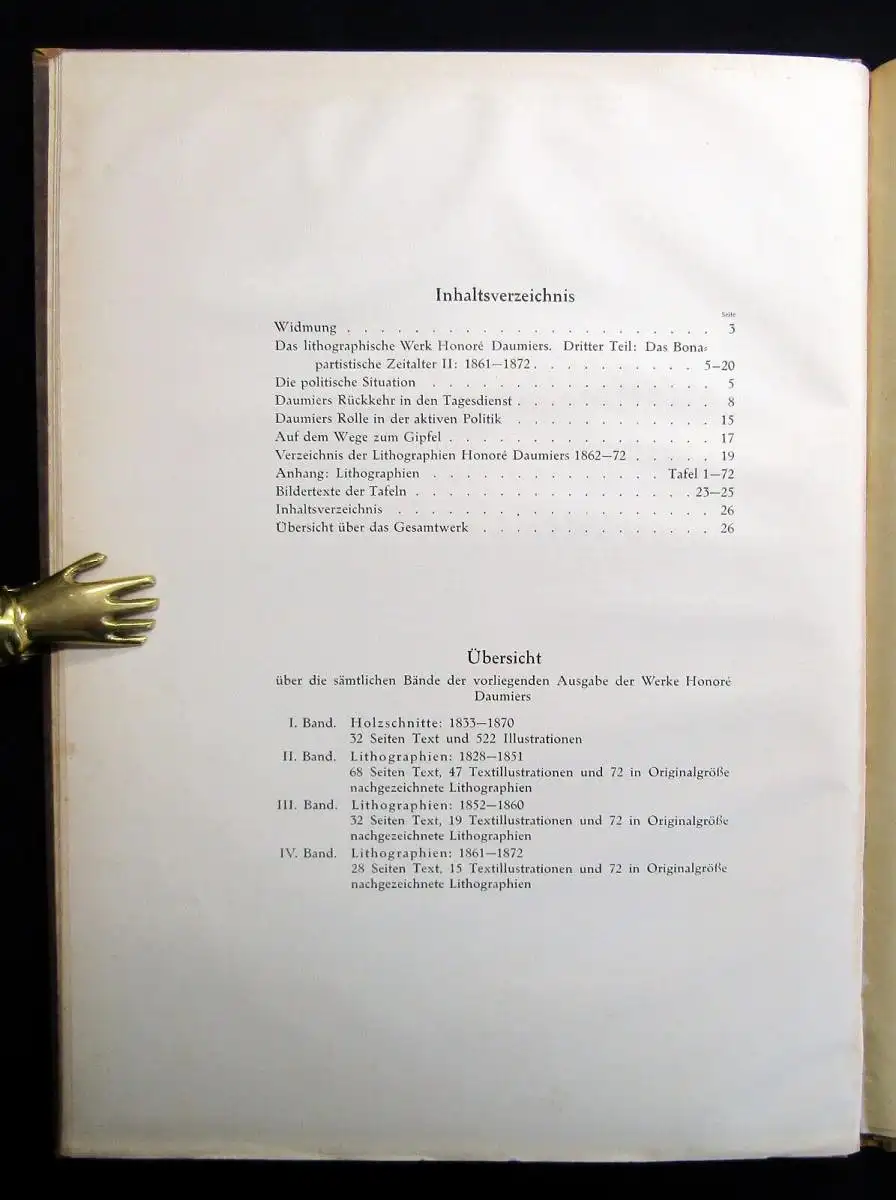 Inhaltsverzeichnis
Seite
Widmung . . . . . . . . . . . . . . . . . . . . . . 3
Das lithographische Werk Honoré Daumiers. Dritter Teil: Das Bona=
partistische Zeitalter II: 1861—1872 . . . . . . . . . . 5–20
Die politische Situation . . . . . . . . . . . . . . . . . 5
Daumiers Rückkehr in den Tagesdienst . . . . . . . . . . . . 8
Daumiers Rolle in der aktiven Politik . . . . . . . . . . . . 15
Auf dem Wege zum Gipfel . . . . . . . . . . . . . . . . 17
Verzeichnis der Lithographien Honoré Daumiers 1862—72 . . . . . 19
Anhang: Lithographien . . . . . . . . . . . . . . Tafel 1—72
Bildertexte der Tafeln . . . . . . . . . . . . . . . . . 23—25
Inhaltsverzeichnis . . . . . . . . . . . . . . . . . . 26
Übersicht über das Gesamtwerk . . . . . . . . . . . . . . 26
Übersicht
über die sämtlichen Bände der vorliegenden Ausgabe der Werke Honoré
Daumiers
I. Band. Holzschnitte: 1833—1870
32 Seiten Text und 522 Illustrationen
II. Band. Lithographien: 1828—1851
68 Seiten Text, 47 Textillustrationen und 72 in Originalgröße
nachgezeichnete Lithographien
III. Band. Lithographien: 1852—1860
32 Seiten Text, 19 Textillustrationen und 72 in Originalgröße
nachgezeichnete Lithographien
IV. Band. Lithographien: 1861—1872
28 Seiten Text, 15 Textillustrationen und 72 in Originalgröße
nachgezeichnete Lithographien